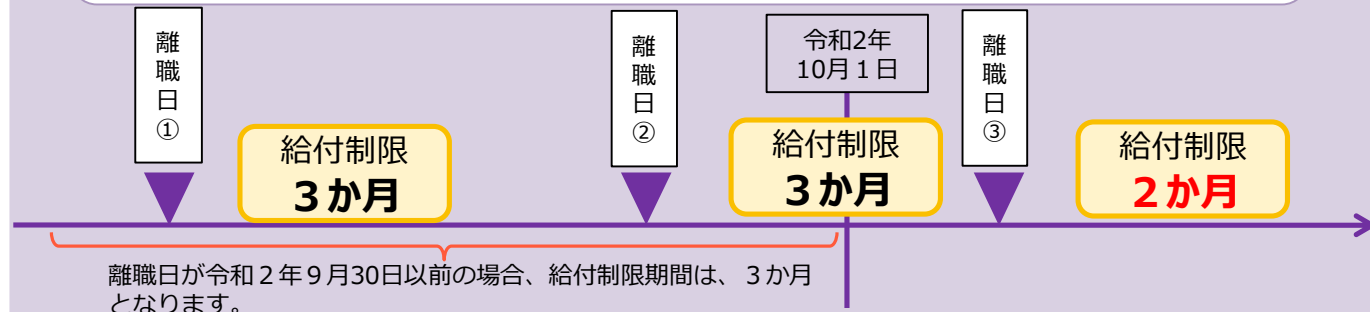 離職日①
離職日②
令和2年
10月１日
離職日③
給付制限
３か月
給付制限
３か月
給付制限
２か月
離職日が令和２年９月30日以前の場合、給付制限期間は、３か月
となります。